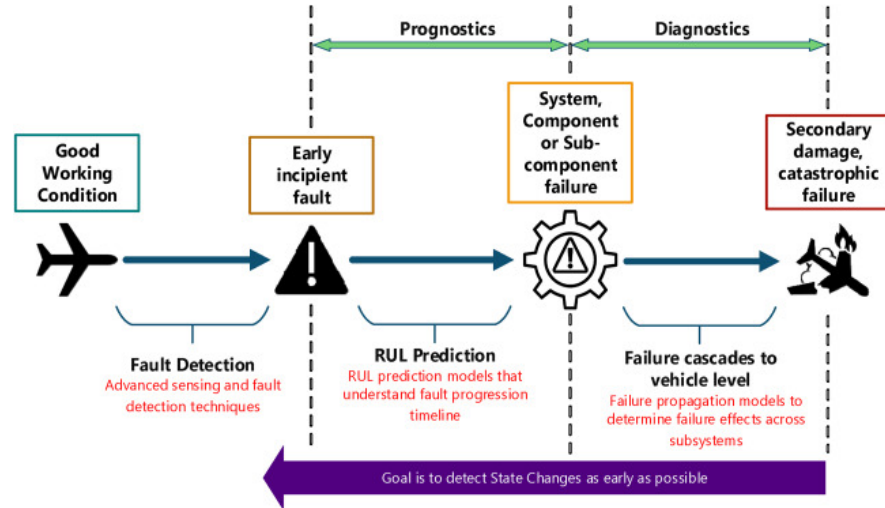 Prognostics
Diagnostics
Good
Working
Condition
Early
incipient
fault
System,
Component
or Sub-
component
failure
Secondary
damage,
catastrophic
failure
Fault Detection
Advanced sensing and fault
detection techniques
RUL Prediction
RUL prediction models that
understand fault progression
timeline
Failure cascades to
vehicle level
Failure propagation models to
determine failure effects across
subsystems
Goal is to detect State Changes as early as possible